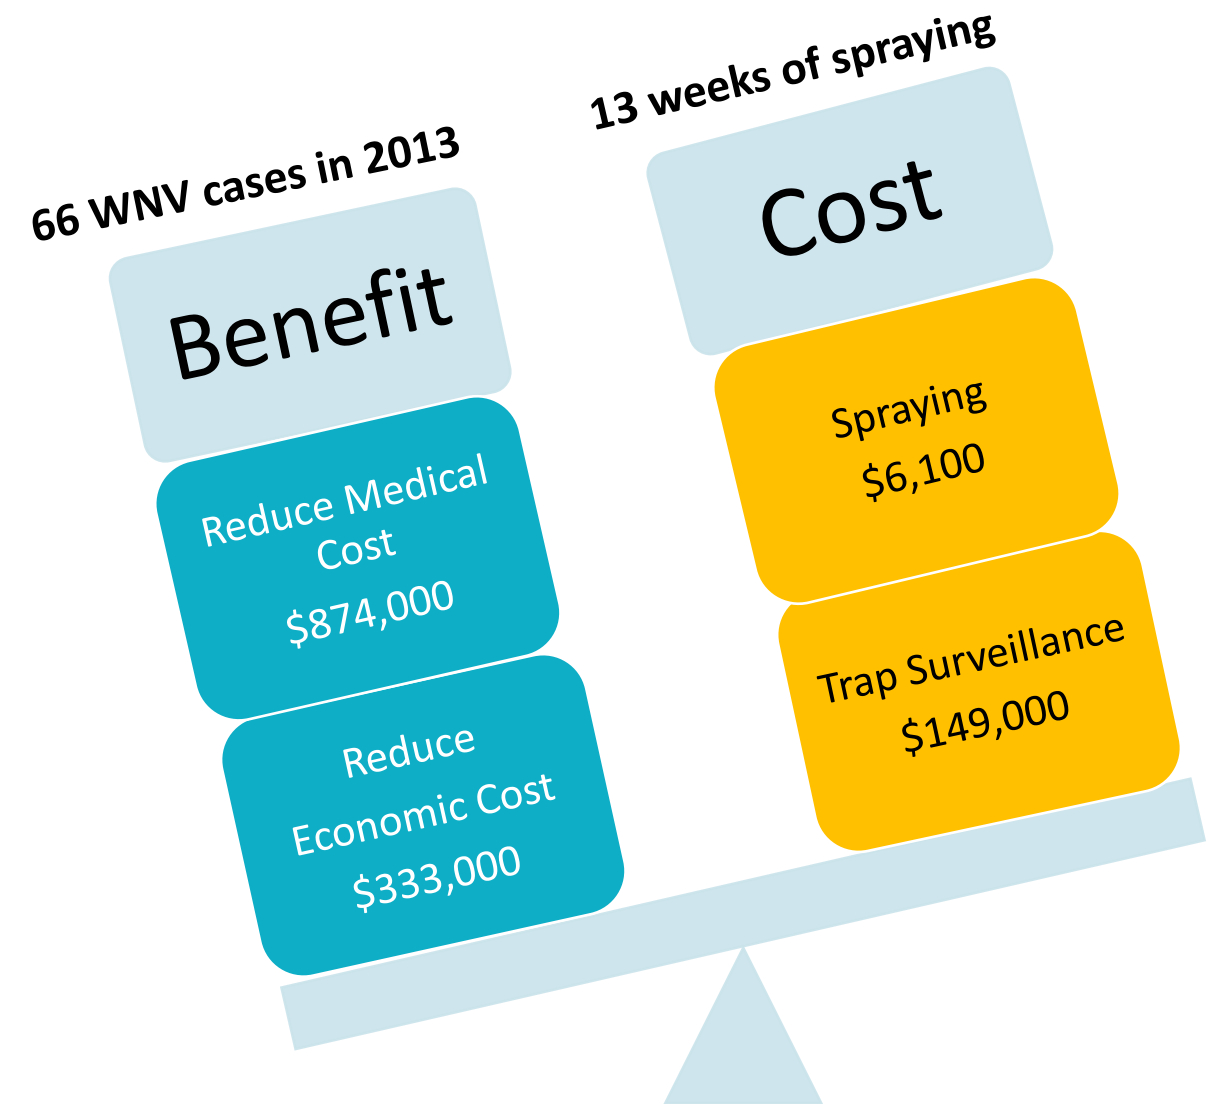 66 WNV cases in 2013
Benefit
Reduce Medical
Cost
$874,000
Reduce
Economic Cost
$333,000
13 weeks of spraying
Cost
Spraying
$6,100
Trap Surveillance
$149,000